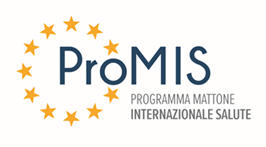 ProMIS
PROGRAMMA MATTONE
INTERNAZIONALE SALUTE